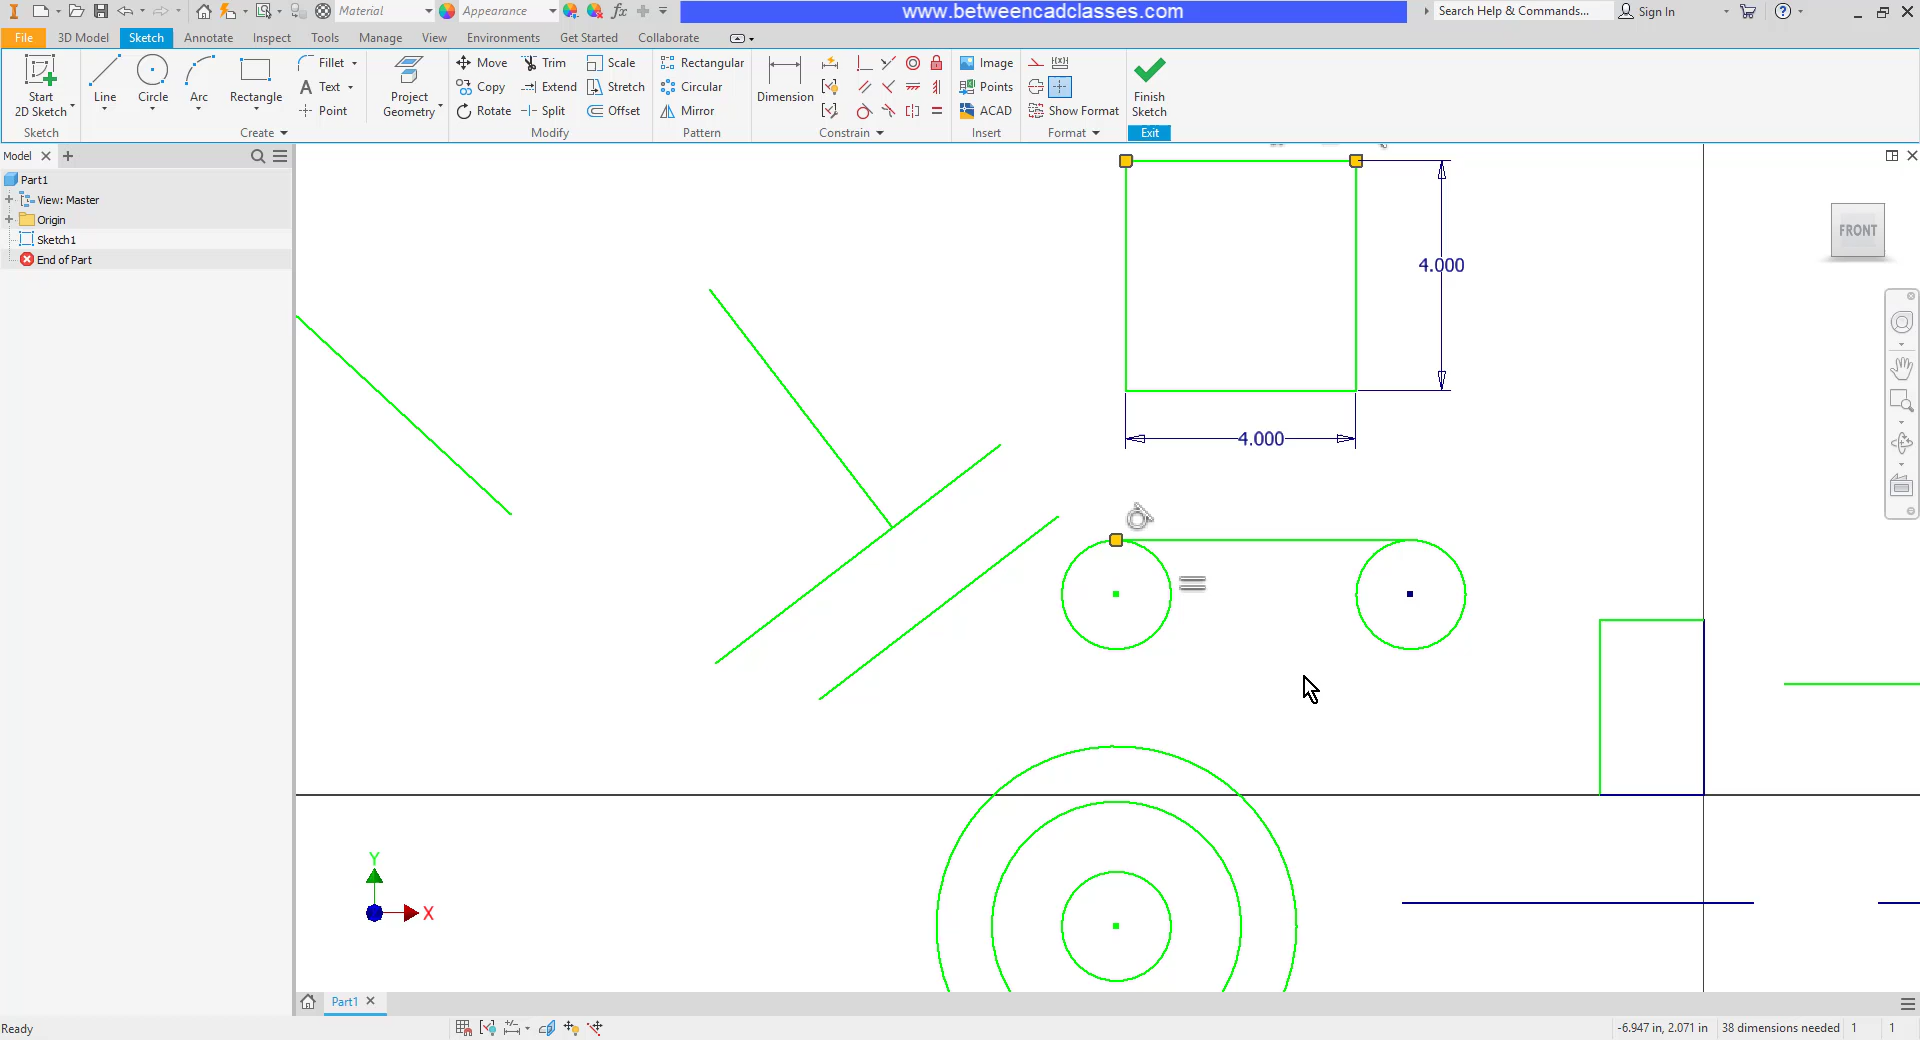 Material
Appearance
fx
www.betweencadclasses.com
Search Help & Commands...
Sign In
File
3D Model
Sketch
Annotate
Inspect
Tools
Manage
View
Environments
Get Started
Collaborate
Start
2D Sketch
Line
Circle
Arc
Rectangle
Fillet
Text
Point
Project
Geometry
Move
Copy
Rotate
Trim
Extend
Split
Scale
Stretch
Offset
Rectangular
Circular
Mirror
Dimension
Image
Points
ACAD
Show Format
Finish
Sketch
Sketch
Create
Modify
Pattern
Constrain
Insert
Format
Exit
Model
Part1
View: Master
Origin
Sketch1
End of Part
4.000
4.000
FRONT
Y
X
Part1
Ready
-6.947 in, 2.071 in
38 dimensions needed
1
1